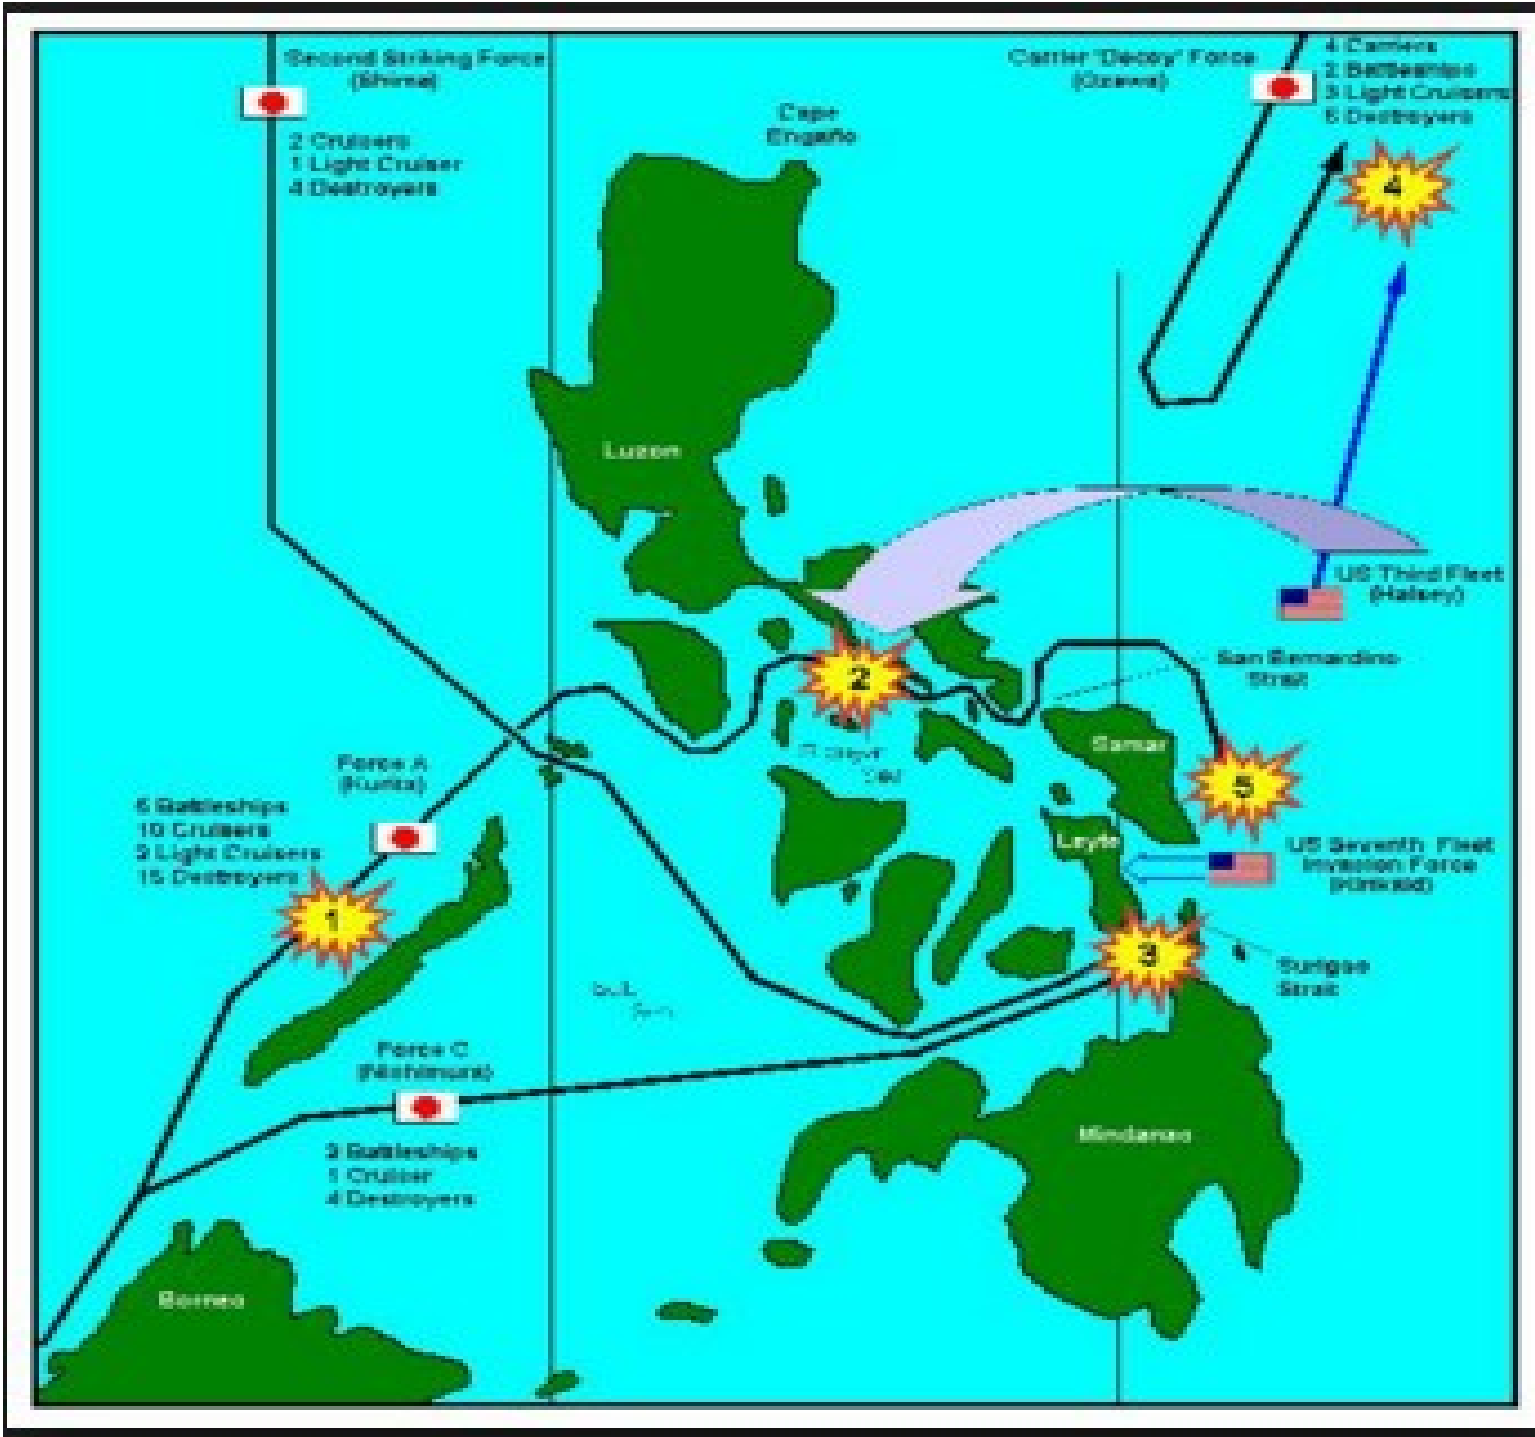 Second Striking Force
(Shima)
2 Cruisers
1 Light Cruiser
4 Destroyers
Carrier "Decoy" Force
(Ozawa)
4 Carriers
2 Battleships
3 Light Cruisers
Cape
Engaño
4
Luzon
US Third Fleet
(Halsey)
2
San Bernardino
Strait
Samar
5
Force A
(Kurita)
Battleships
10 Cruisers
2 Light Cruisers
15 Destroyers
1
Leyte
US Seventh Fleet
Invasion Force
(Kinkaid)
3
Surigao
Strait
Force C
(Nishimura)
2 Battleships
1 Cruiser
4 Destroyers
Mindanao
Borneo